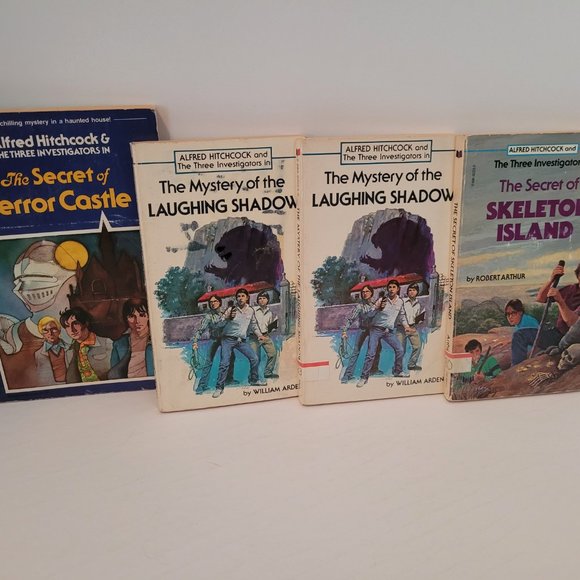 chilling mystery in a haunted house!
Alfred Hitchcock &
THE THREE INVESTIGATORS IN
The Secret of
Terror Castle
ALFRED HITCHCOCK and
The Three Investigators in
The Mystery of the
LAUGHING SHADOW
by WILLIAM ARDEN
ALFRED HITCHCOCK and
The Three Investigators in
The Mystery of the
LAUGHING SHADOW
by WILLIAM ARDEN
THE SECRET OF SKELETON ISLAND
ALFRED HITCHCOCK and
The Three Investigators
The Secret of
SKELETON
ISLAND
by ROBERT ARTHUR